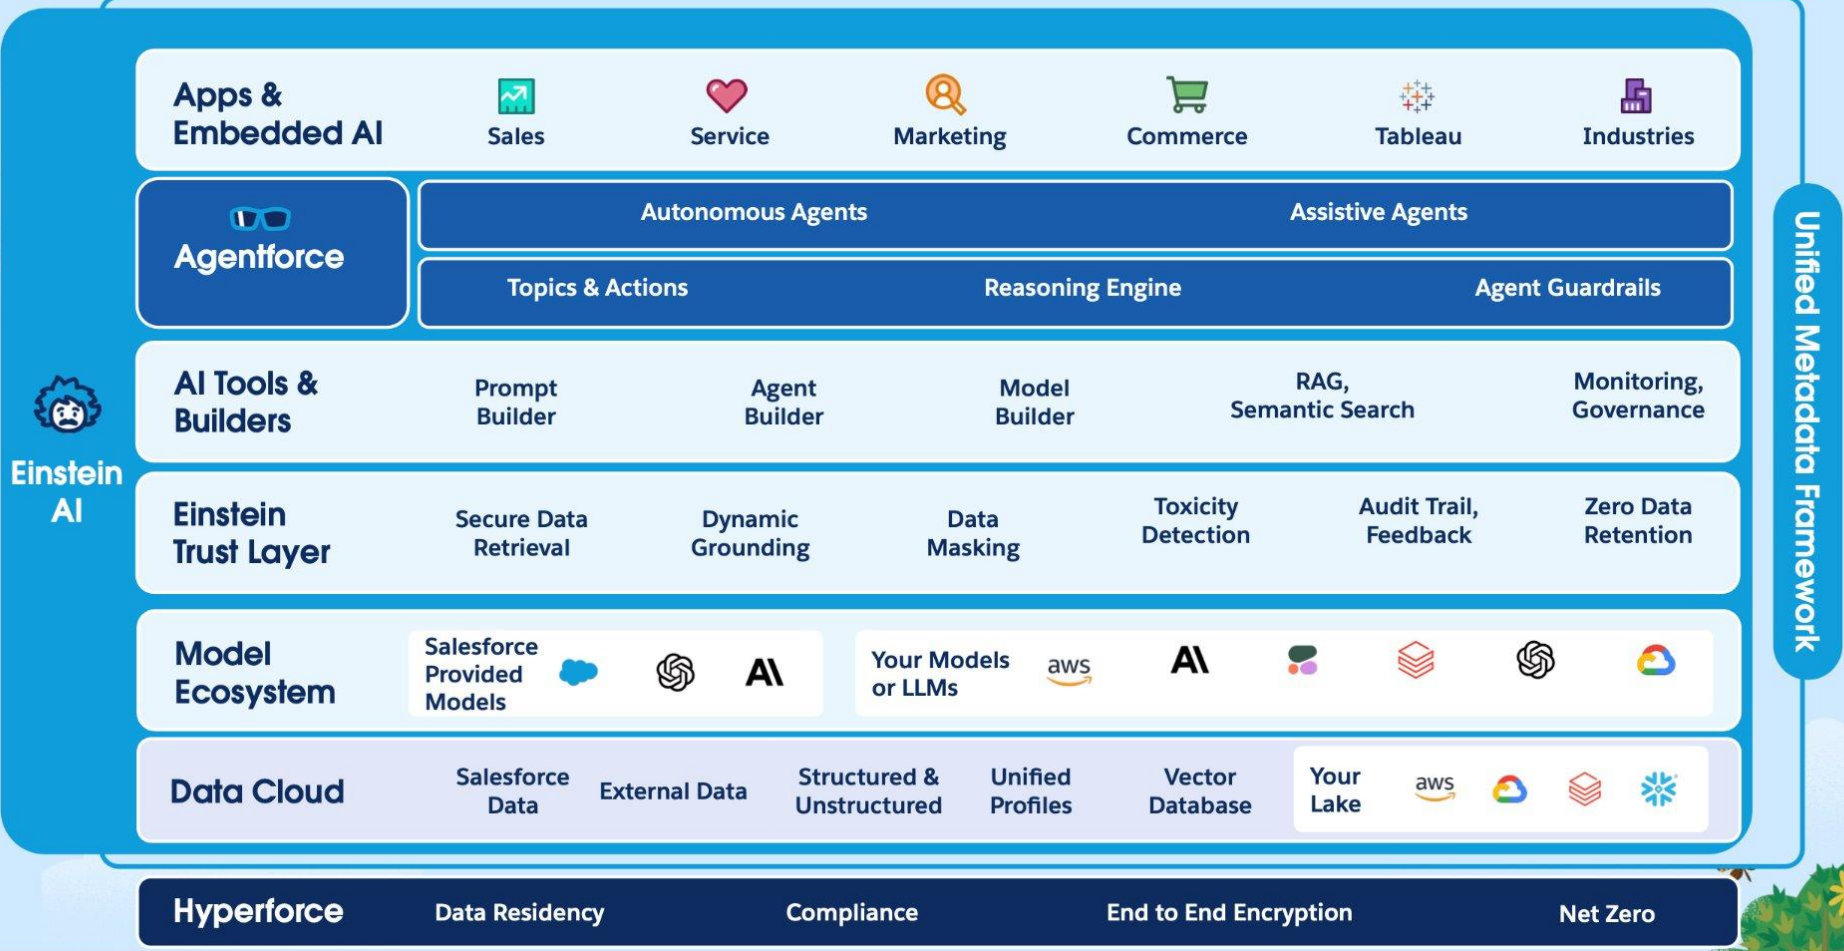 Apps &
Embedded AI
Sales
Service
Marketing
Commerce
Tableau
Industries
Agentforce
Autonomous Agents
Assistive Agents
Topics & Actions
Reasoning Engine
Agent Guardrails
Einstein
AI
AI Tools &
Builders
Prompt
Builder
Agent
Builder
Model
Builder
RAG,
Semantic Search
Monitoring,
Governance
Einstein
Trust Layer
Secure Data
Retrieval
Dynamic
Grounding
Data
Masking
Toxicity
Detection
Audit Trail,
Feedback
Zero Data
Retention
Model
Ecosystem
Salesforce
Provided
Models
AI
Your Models
or LLMs
aws
AI
Data Cloud
Salesforce
Data
External Data
Structured &
Unstructured
Unified
Profiles
Vector
Database
Your
Lake
aws
Unified Metadata Framework
Hyperforce
Data Residency
Compliance
End to End Encryption
Net Zero